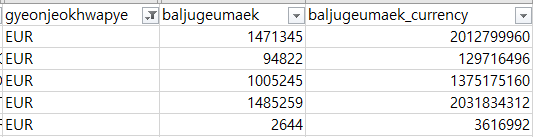 gyeonjeokhwapye baljugeumaek baljugeumaek_currency
EUR 1471345 2012799960
EUR 94822 129716496
EUR 1005245 1375175160
EUR 1485259 2031834312
EUR 2644 3616992